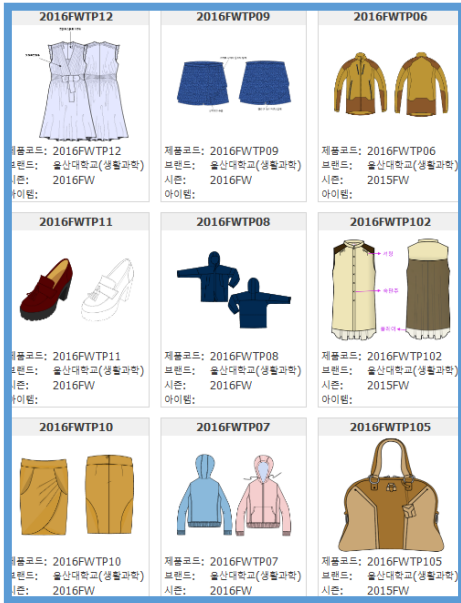 2016FWTP12
제품코드: 2016FWTP12
브랜드: 울산대학교(생활과학)
시즌: 2016FW
아이템:
2016FWTP09
제품코드: 2016FWTP09
브랜드: 울산대학교(생활과학)
시즌: 2016FW
아이템:
2016FWTP06
제품코드: 2016FWTP06
브랜드: 울산대학교(생활과학)
시즌: 2015FW
아이템:
2016FWTP11
제품코드: 2016FWTP11
브랜드: 울산대학교(생활과학)
시즌: 2016FW
아이템:
2016FWTP08
제품코드: 2016FWTP08
브랜드: 울산대학교(생활과학)
시즌: 2016FW
아이템:
2016FWTP102
제품코드: 2016FWTP102
브랜드: 울산대학교(생활과학)
시즌: 2015FW
아이템:
2016FWTP10
제품코드: 2016FWTP10
브랜드: 울산대학교(생활과학)
시즌: 2016FW
2016FWTP07
제품코드: 2016FWTP07
브랜드: 울산대학교(생활과학)
시즌: 2016FW
2016FWTP105
제품코드: 2016FWTP105
브랜드: 울산대학교(생활과학)
시즌: 2015FW